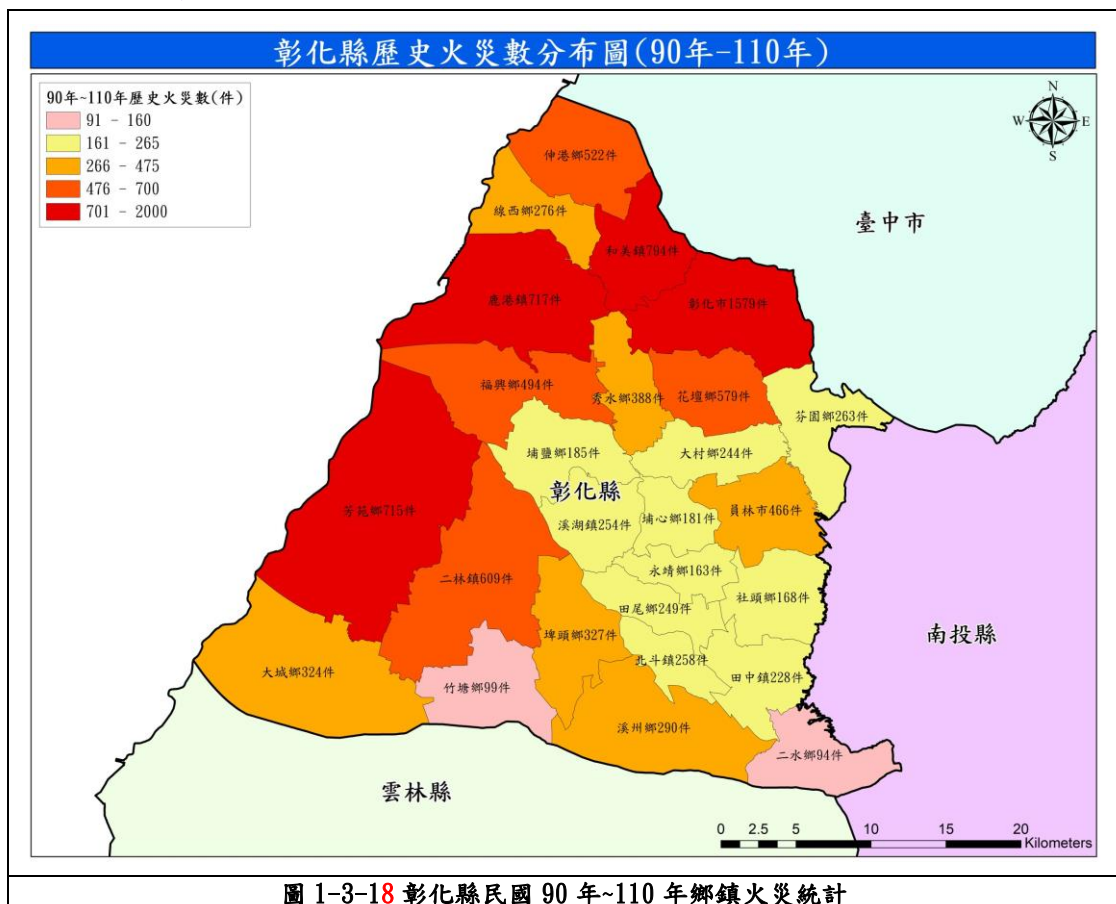 彰化縣歷史火災數分布圖(90年-110年)
90年~110年歷史火災數(件)
91 - 160
161 - 265
266 - 475
476 - 700
701 - 2000
N
W
E
S
伸港鄉522件
線西鄉276件
和美鎮794件
臺中市
鹿港鎮717件
彰化市1579件
福興鄉494件
秀水鄉388件
花壇鄉579件
芬園鄉263件
埔鹽鄉185件
大村鄉244件
彰化縣
芳苑鄉715件
溪湖鎮254件
埔心鄉181件
員林市466件
二林鎮609件
永靖鄉163件
社頭鄉168件
田尾鄉249件
埤頭鄉327件
南投縣
北斗鎮258件
大城鄉324件
田中鎮228件
竹塘鄉99件
溪州鄉290件
二水鄉94件
雲林縣
0 2.5 5 10 15 20
Kilometers
圖 1-3-18 彰化縣民國 90 年~110 年鄉鎮火災統計